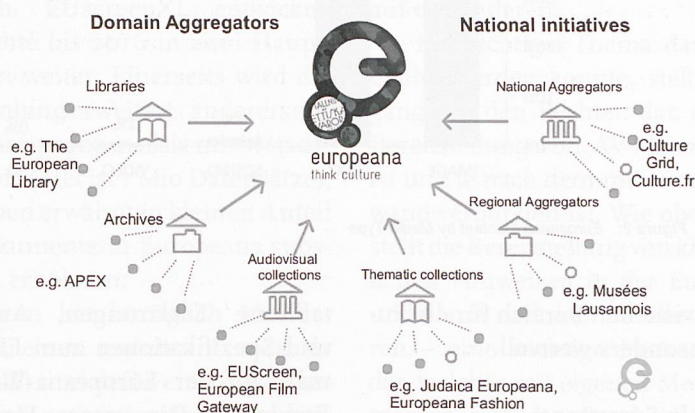 Domain Aggregators
National initiatives
Libraries
e.g. The
European
Library
Archives
e.g. APEX
Audiovisual
collections
e.g. EUScreen,
European Film
Gateway
europeana
think culture
Thematic collections
e.g. Judaica Europeana,
Europeana Fashion
National Aggregators
e.g.
Culture
Grid,
Culture.fr
Regional Aggregators
e.g. Musées
Lausannois